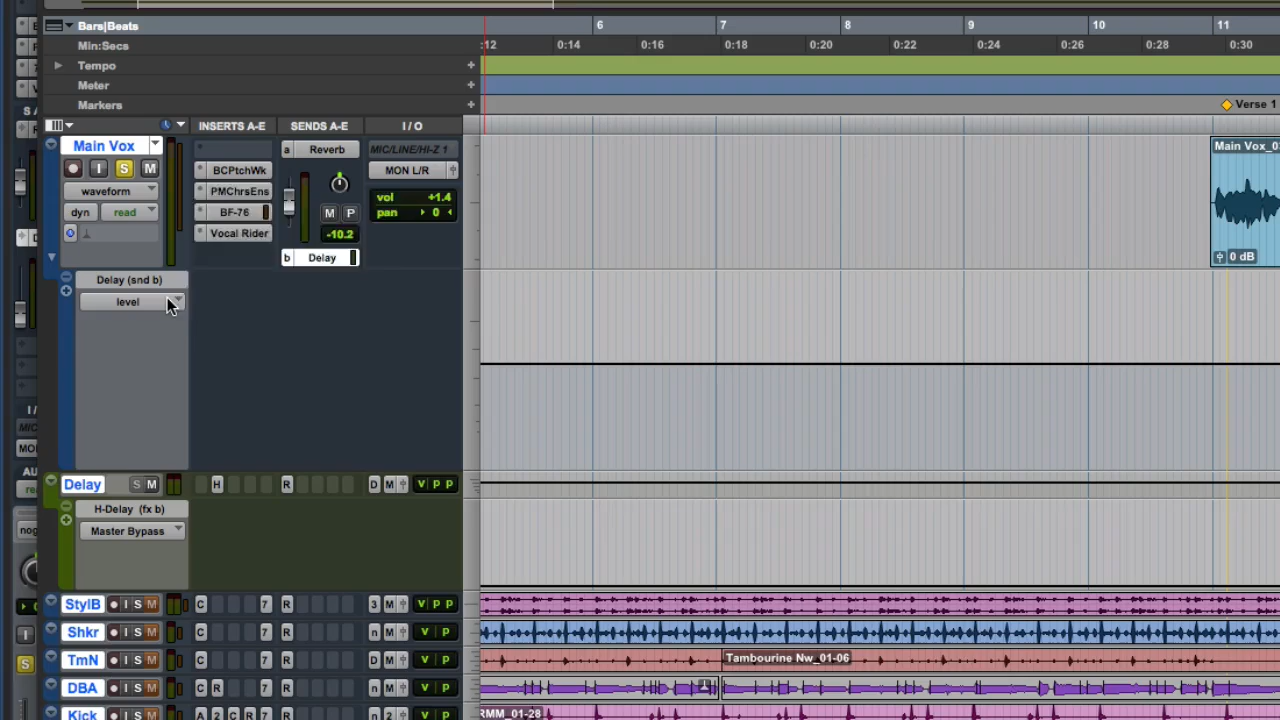 Bars|Beats
6 7 8 9 10 11
Min:Secs
:12 0:14 0:16 0:18 0:20 0:22 0:24 0:26 0:28 0:30
Tempo
Meter
Markers
Verse 1
INSERTS A-E SENDS A-E I / O
Main Vox
a Reverb
MIC/LINE/HI-Z 1
Main Vox_03
I S M
BCPtchWk
MON L/R
waveform
PMChrsEns
vol +1.4
dyn read
BF-76
M P
pan 0
Vocal Rider
-10.2
b Delay
0 dB
Delay (snd b)
level
Delay S M H R D M V P P
H-Delay (fx b)
Master Bypass
StylB I S M C 7 R 3 M V P P
Shkr I S M C 7 R n M V P
TmN I S M C 7 R D M V P
Tambourine Nw_01-06
DBA I S M C R 7 R n M V P
Kick I S M A 2 C R 7 R n 2 V P
RMM_01-28